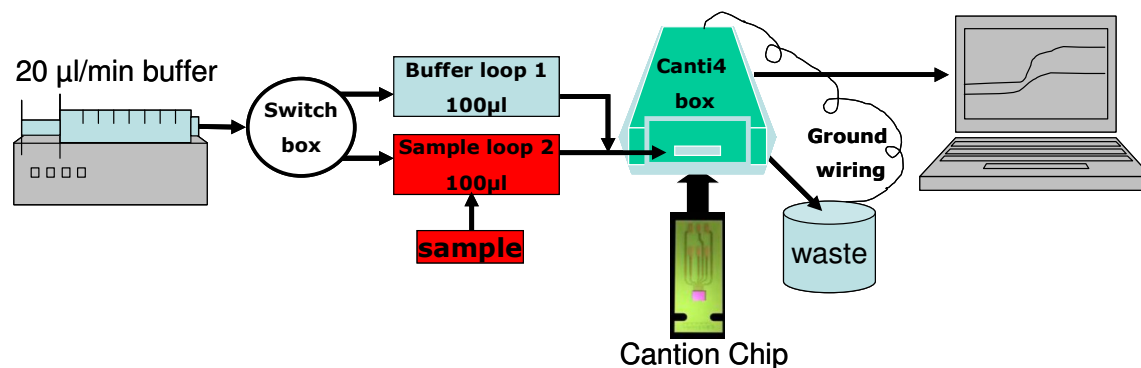 20 µl/min buffer
Switch
box
Buffer loop 1
100µl
Sample loop 2
100µl
sample
Canti4
box
Ground
wiring
waste
Cantion Chip